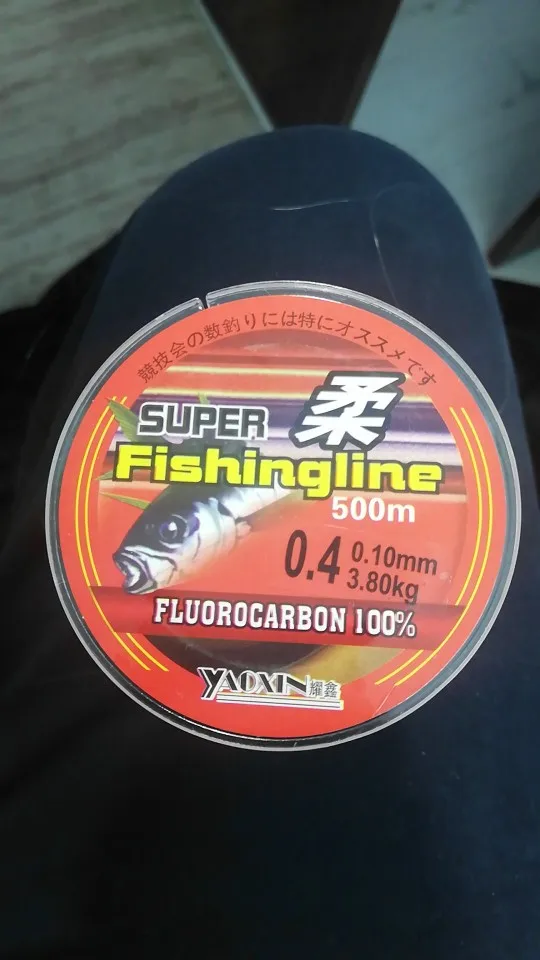 競技会の数釣りには特にオススメです
SUPER 柔
Fishingline
500m
0.4 0.10mm
3.80kg
FLUOROCARBON 100%
YAOXIN 耀鑫